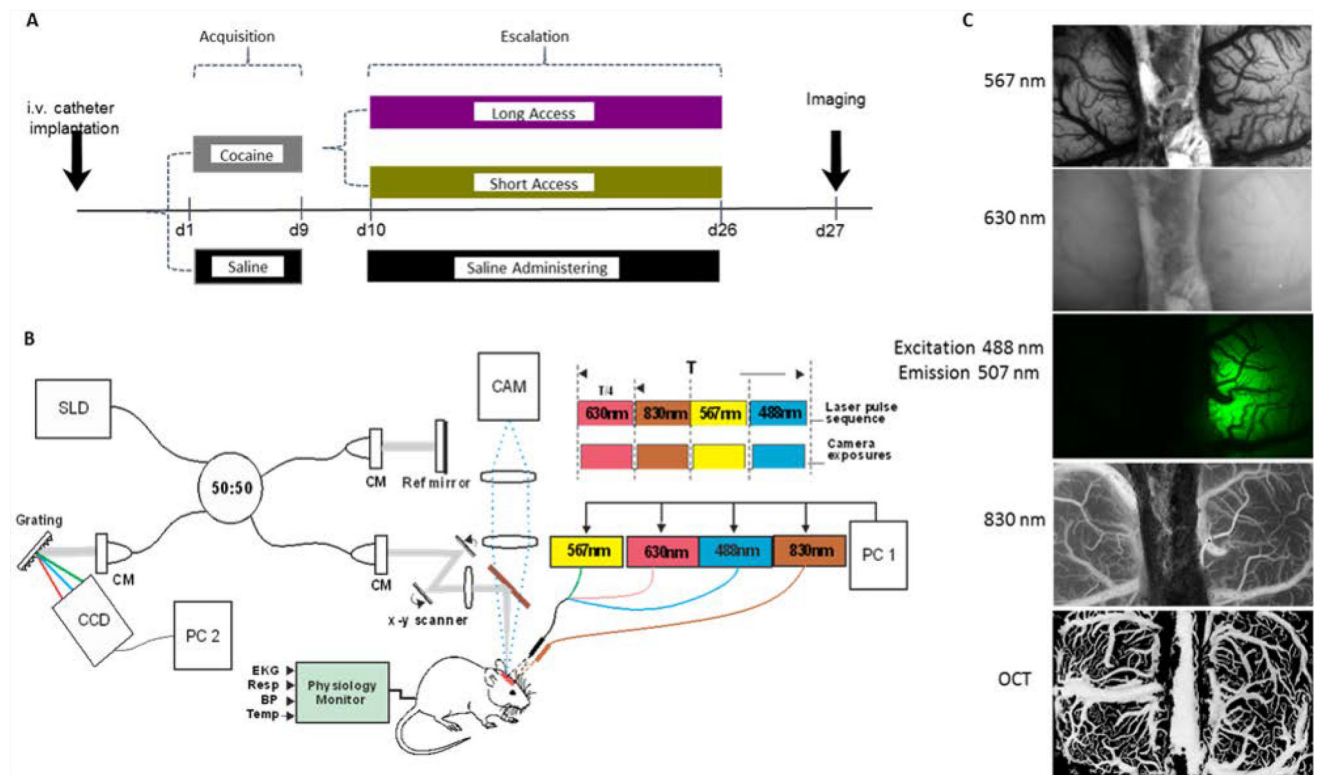 A
Acquisition
Escalation
i.v. catheter
implantation
Long Access
Imaging
Cocaine
Short Access
d1
d9
d10
d26
d27
Saline
Saline Administering
B
SLD
50:50
CM
Ref mirror
Grating
CM
CCD
PC 2
CM
x-y scanner
CAM
T
T/4
630nm
830nm
567nm
488nm
Laser pulse
sequence
Camera
exposures
567nm
630nm
488nm
830nm
PC 1
EKG
Resp
BP
Temp
Physiology
Monitor
C
567 nm
630 nm
Excitation 488 nm
Emission 507 nm
830 nm
OCT